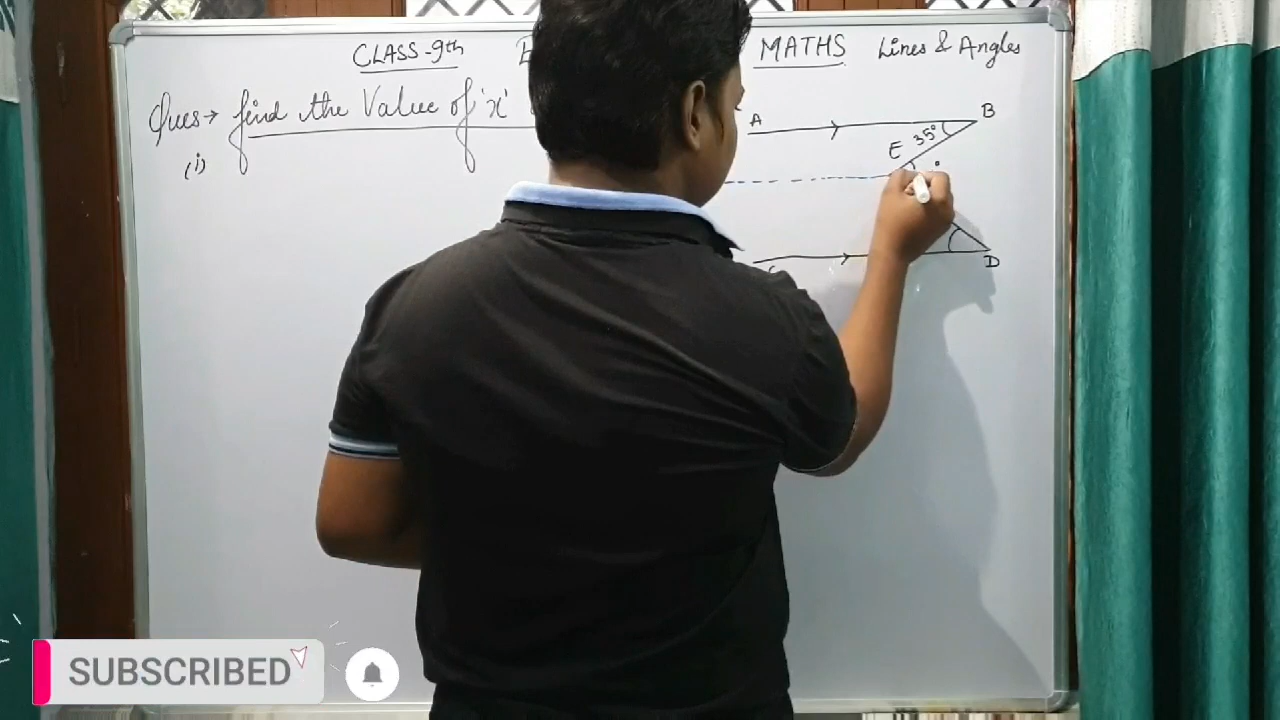 CLASS-9th MATHS Lines & Angles
Ques→ find the Value of 'x'
(i)
A B
35°
E
C D
SUBSCRIBED